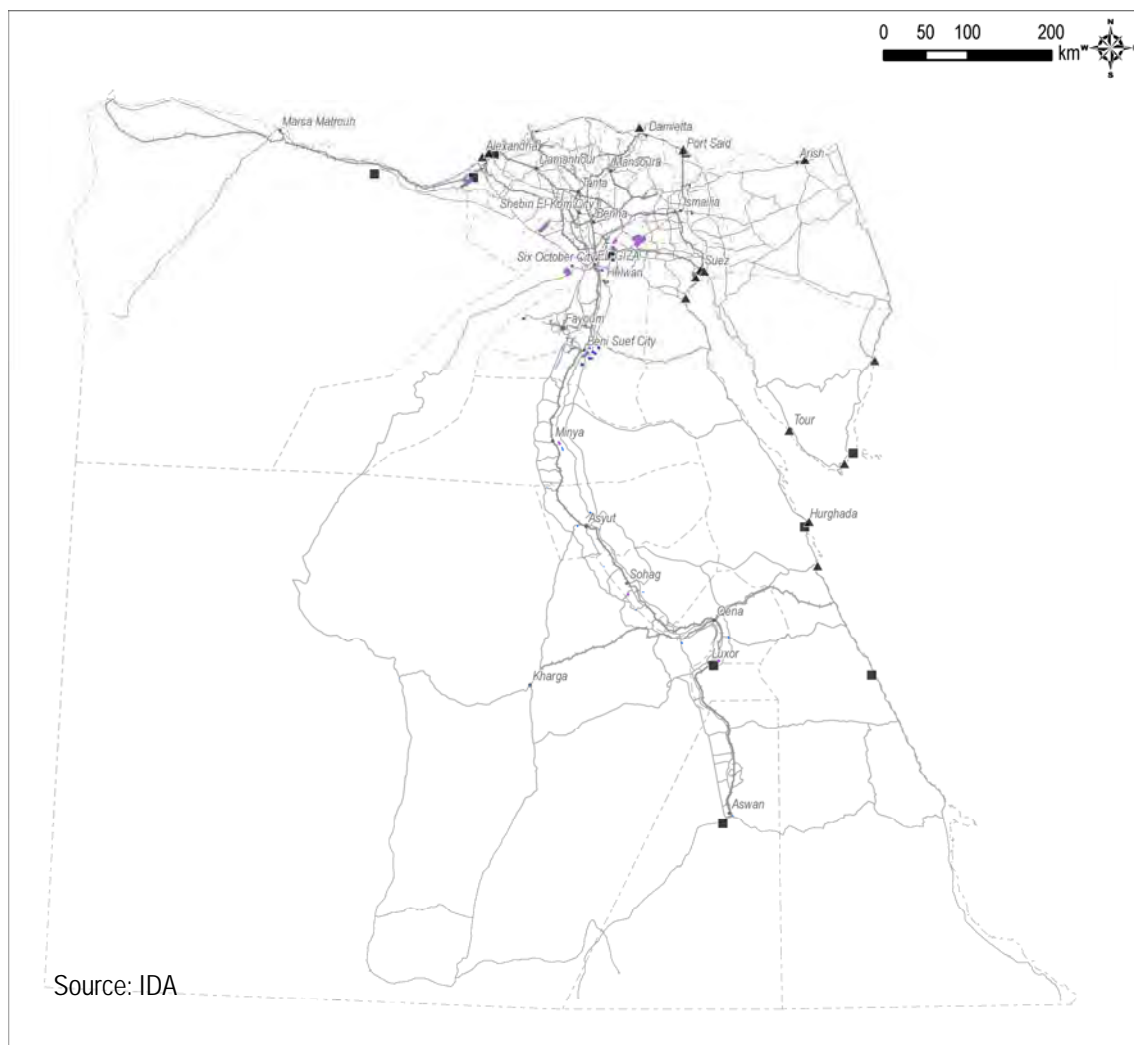 0 50 100 200
km
N
W
S
Marsa Matrouh
Damietta
Alexandria
Port Said
Damanhour
Mansoura
Arish
Tanta
Shebin El-Kom City
Ismailia
Benha
Six October City
EL-GIZA
Suez
Helwan
Fayoum
Beni Suef City
Tour
Minya
Hurghada
Asyut
Sohag
Qena
Luxor
Kharga
Aswan
Source: IDA